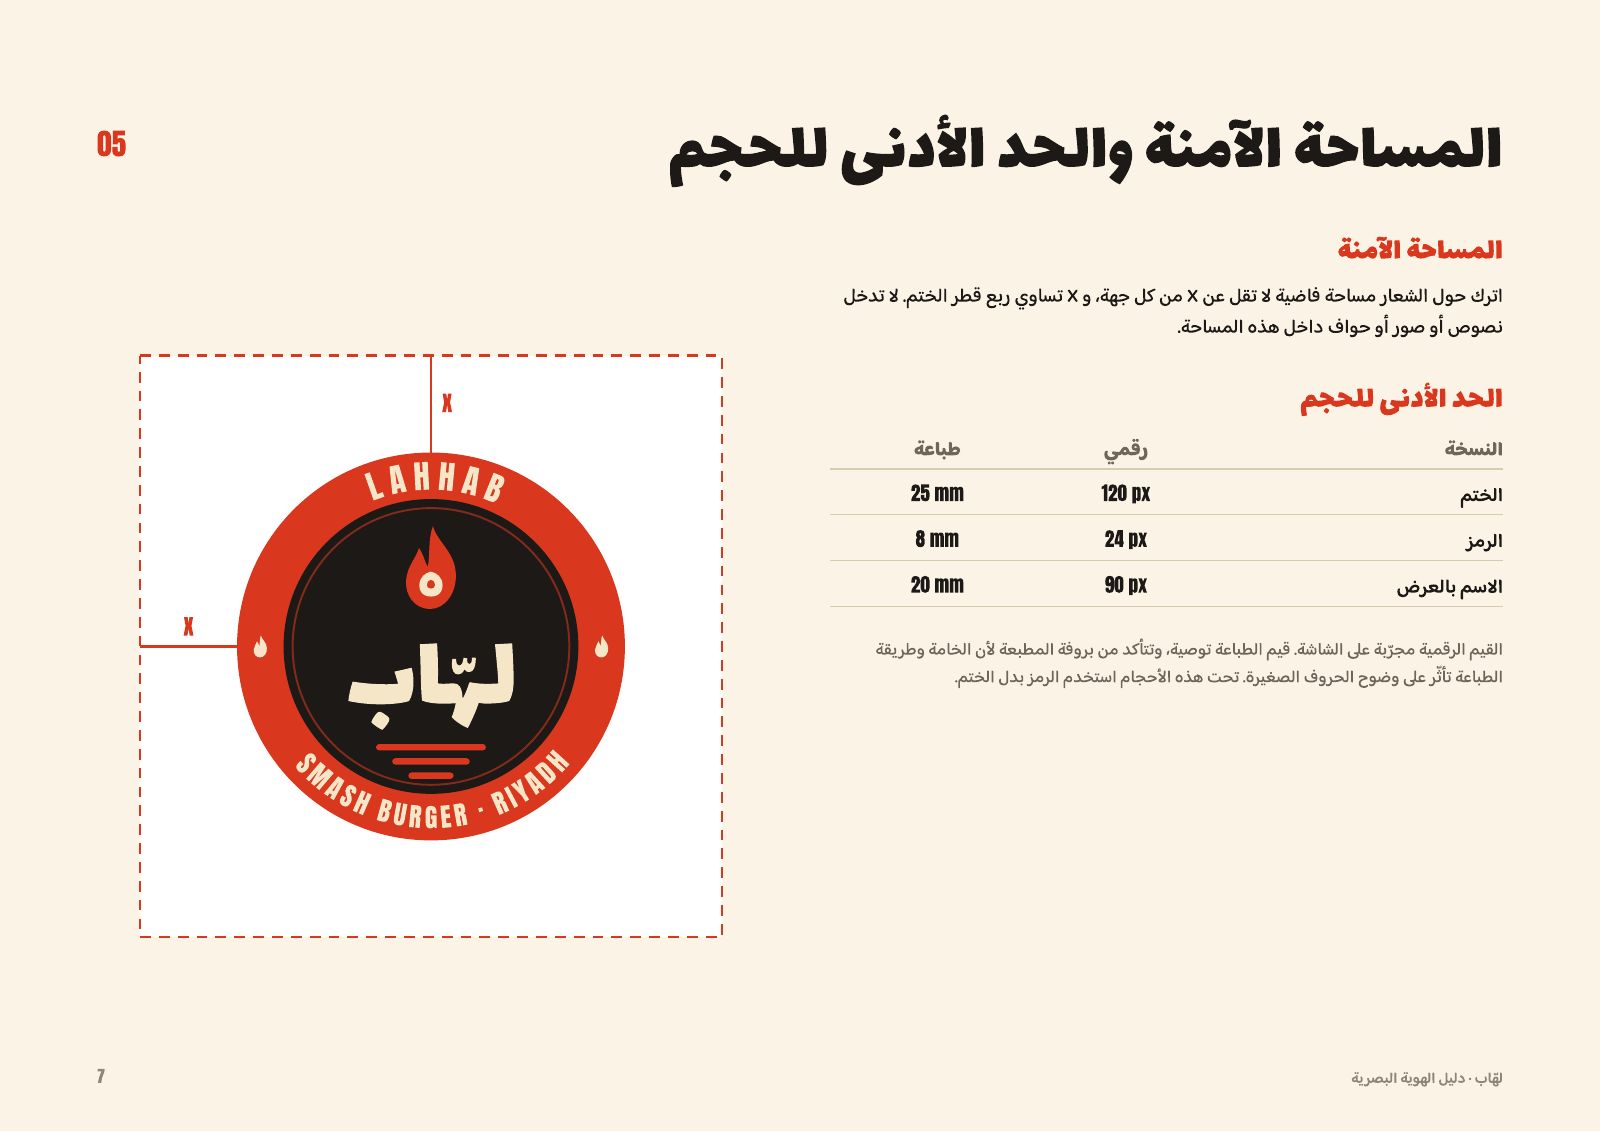 05
المساحة الآمنة والحد الأدنى للحجم
المساحة الآمنة
اترك حول الشعار مساحة فاضية لا تقل عن X من كل جهة، و X تساوي ربع قطر الختم. لا تدخل
نصوص أو صور أو حواف داخل هذه المساحة.
الحد الأدنى للحجم
النسخة رقمي طباعة
الختم 120 px 25 mm
الرمز 24 px 8 mm
الاسم بالعرض 90 px 20 mm
القيم الرقمية مجرّبة على الشاشة. قيم الطباعة توصية، وتتأكد من بروفة المطبعة لأن الخامة وطريقة
الطباعة تأثّر على وضوح الحروف الصغيرة. تحت هذه الأحجام استخدم الرمز بدل الختم.
X
X
LAHHAB
لهّاب
SMASH BURGER · RIYADH
لهّاب · دليل الهوية البصرية
7